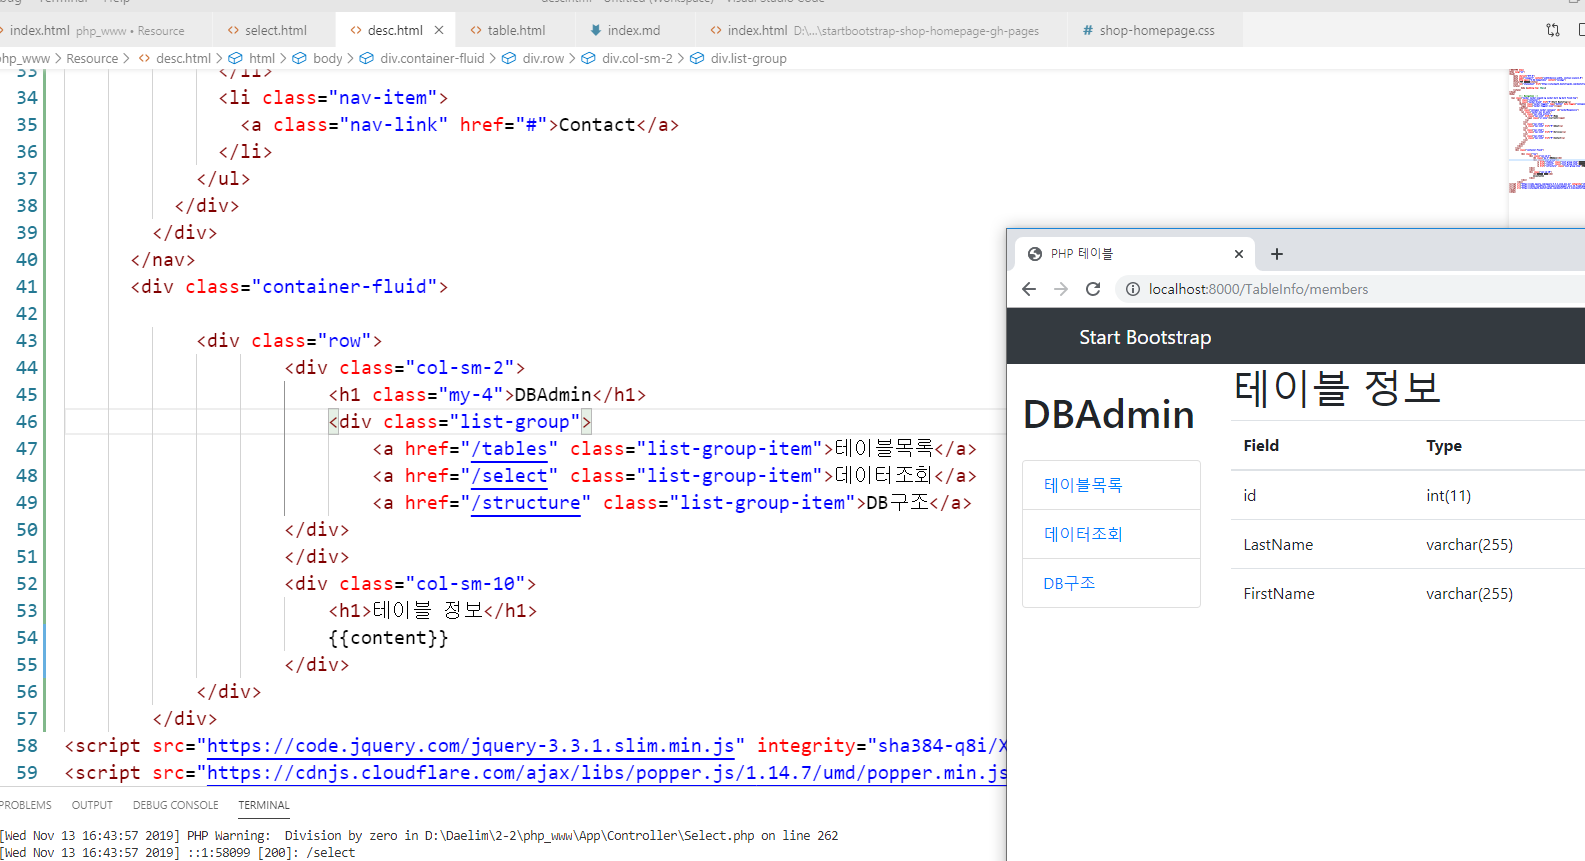 index.html php_www • Resource select.html desc.html table.html index.md index.html D:\...\startbootstrap-shop-homepage-gh-pages # shop-homepage.css
php_www > Resource > desc.html > html > body > div.container-fluid > div.row > div.col-sm-2 > div.list-group
33 </li>
34 <li class="nav-item">
35 <a class="nav-link" href="#">Contact</a>
36 </li>
37 </ul>
38 </div>
39 </div>
40 </nav>
41 <div class="container-fluid">
42
43 <div class="row">
44 <div class="col-sm-2">
45 <h1 class="my-4">DBAdmin</h1>
46 <div class="list-group">
47 <a href="/tables" class="list-group-item">테이블목록</a>
48 <a href="/select" class="list-group-item">데이터조회</a>
49 <a href="/structure" class="list-group-item">DB구조</a>
50 </div>
51 </div>
52 <div class="col-sm-10">
53 <h1>테이블 정보</h1>
54 {{content}}
55 </div>
56 </div>
57 </div>
58 <script src="https://code.jquery.com/jquery-3.3.1.slim.min.js" integrity="sha384-q8i/X
59 <script src="https://cdnjs.cloudflare.com/ajax/libs/popper.js/1.14.7/umd/popper.min.js
PROBLEMS OUTPUT DEBUG CONSOLE TERMINAL
[Wed Nov 13 16:43:57 2019] PHP Warning:  Division by zero in D:\Daelim\2-2\php_www\App\Controller\Select.php on line 262
[Wed Nov 13 16:43:57 2019] ::1:58099 [200]: /select
PHP 테이블
localhost:8000/TableInfo/members
Start Bootstrap
DBAdmin
테이블목록
데이터조회
DB구조
테이블 정보
Field Type
id int(11)
LastName varchar(255)
FirstName varchar(255)